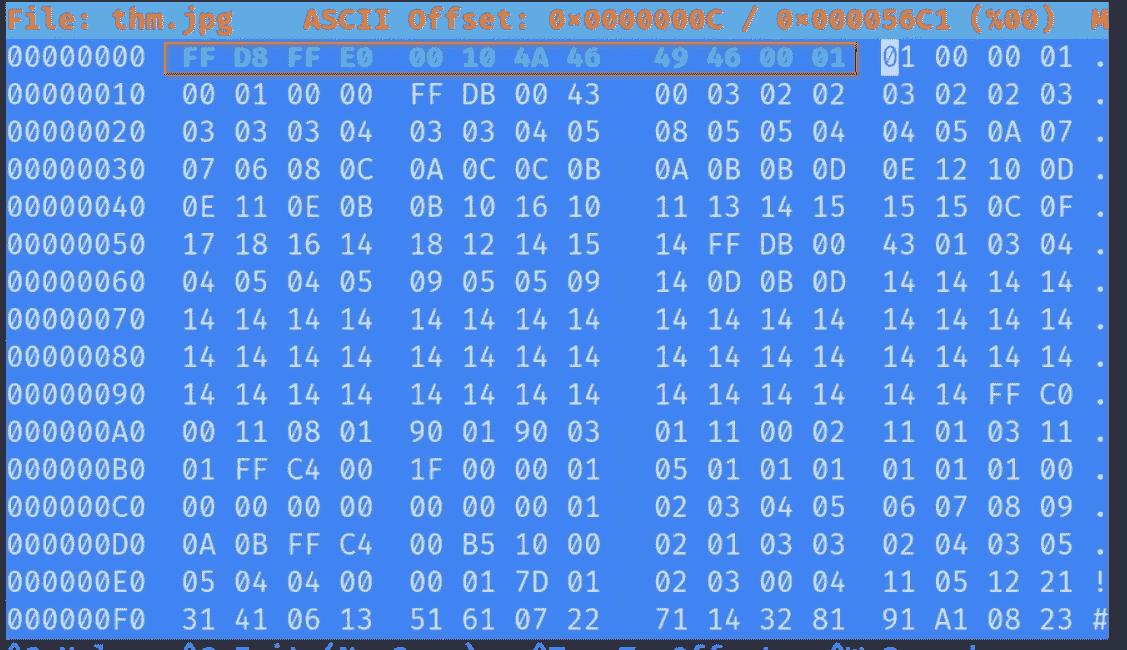 File: thm.jpg ASCII Offset: 0×0000000C / 0×000056C1 (%00) M
00000000 FF D8 FF E0 00 10 4A 46 49 46 00 01 01 00 00 01 .
00000010 00 01 00 00 FF DB 00 43 00 03 02 02 03 02 02 03 .
00000020 03 03 03 04 03 03 04 05 08 05 05 04 04 05 0A 07 .
00000030 07 06 08 0C 0A 0C 0C 0B 0A 0B 0B 0D 0E 12 10 0D .
00000040 0E 11 0E 0B 0B 10 16 10 11 13 14 15 15 15 0C 0F .
00000050 17 18 16 14 18 12 14 15 14 FF DB 00 43 01 03 04 .
00000060 04 05 04 05 09 05 05 09 14 0D 0B 0D 14 14 14 14 .
00000070 14 14 14 14 14 14 14 14 14 14 14 14 14 14 14 14 .
00000080 14 14 14 14 14 14 14 14 14 14 14 14 14 14 14 14 .
00000090 14 14 14 14 14 14 14 14 14 14 14 14 14 14 FF C0 .
000000A0 00 11 08 01 90 01 90 03 01 11 00 02 11 01 03 11 .
000000B0 01 FF C4 00 1F 00 00 01 05 01 01 01 01 01 01 00 .
000000C0 00 00 00 00 00 00 00 01 02 03 04 05 06 07 08 09 .
000000D0 0A 0B FF C4 00 B5 10 00 02 01 03 03 02 04 03 05 .
000000E0 05 04 04 00 00 01 7D 01 02 03 00 04 11 05 12 21 !
000000F0 31 41 06 13 51 61 07 22 71 14 32 81 91 A1 08 23 #